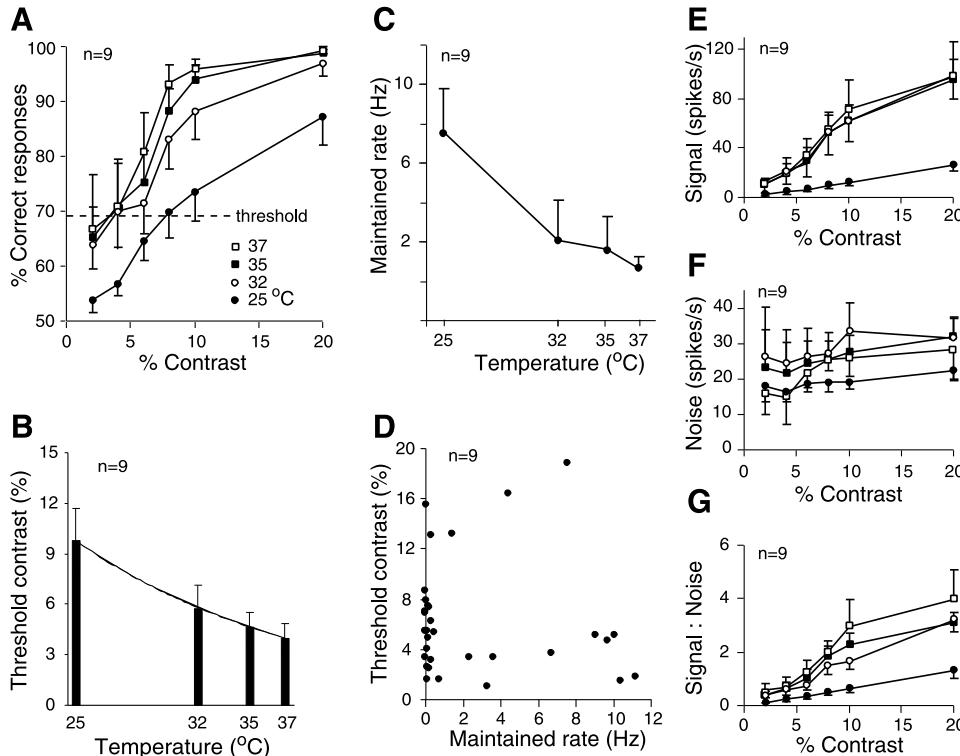 A
n=9
100
90
80
70
60
50
% Correct responses
threshold
37
35
32
25 °C
0 5 10 15 20
% Contrast
B
n=9
15
12
9
6
3
0
Threshold contrast (%)
25 32 35 37
Temperature (°C)
C
n=9
10
6
2
Maintained rate (Hz)
25 32 35 37
Temperature (°C)
D
n=9
20
16
12
8
4
0
Threshold contrast (%)
0 2 4 6 8 10 12
Maintained rate (Hz)
E
n=9
120
80
40
0
Signal (spikes/s)
0 5 10 15 20
% Contrast
F
n=9
40
30
20
10
0
Noise (spikes/s)
0 5 10 15 20
% Contrast
G
n=9
6
4
2
0
Signal : Noise
0 5 10 15 20
% Contrast